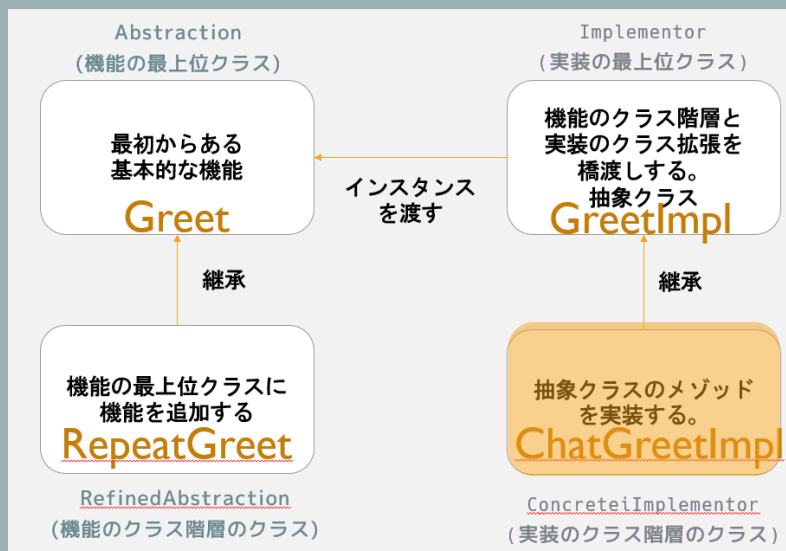 Abstraction
(機能の最上位クラス)
最初からある
基本的な機能
Greet
Implementor
(実装の最上位クラス)
機能のクラス階層と
実装のクラス拡張を
橋渡しする。
抽象クラス
GreetImpl
インスタンス
を渡す
継承
継承
機能の最上位クラスに
機能を追加する
RepeatGreet
RefinedAbstraction
(機能のクラス階層のクラス)
抽象クラスのメゾッド
を実装する。
ChatGreetImpl
ConcreteiImplementor
(実装のクラス階層のクラス)